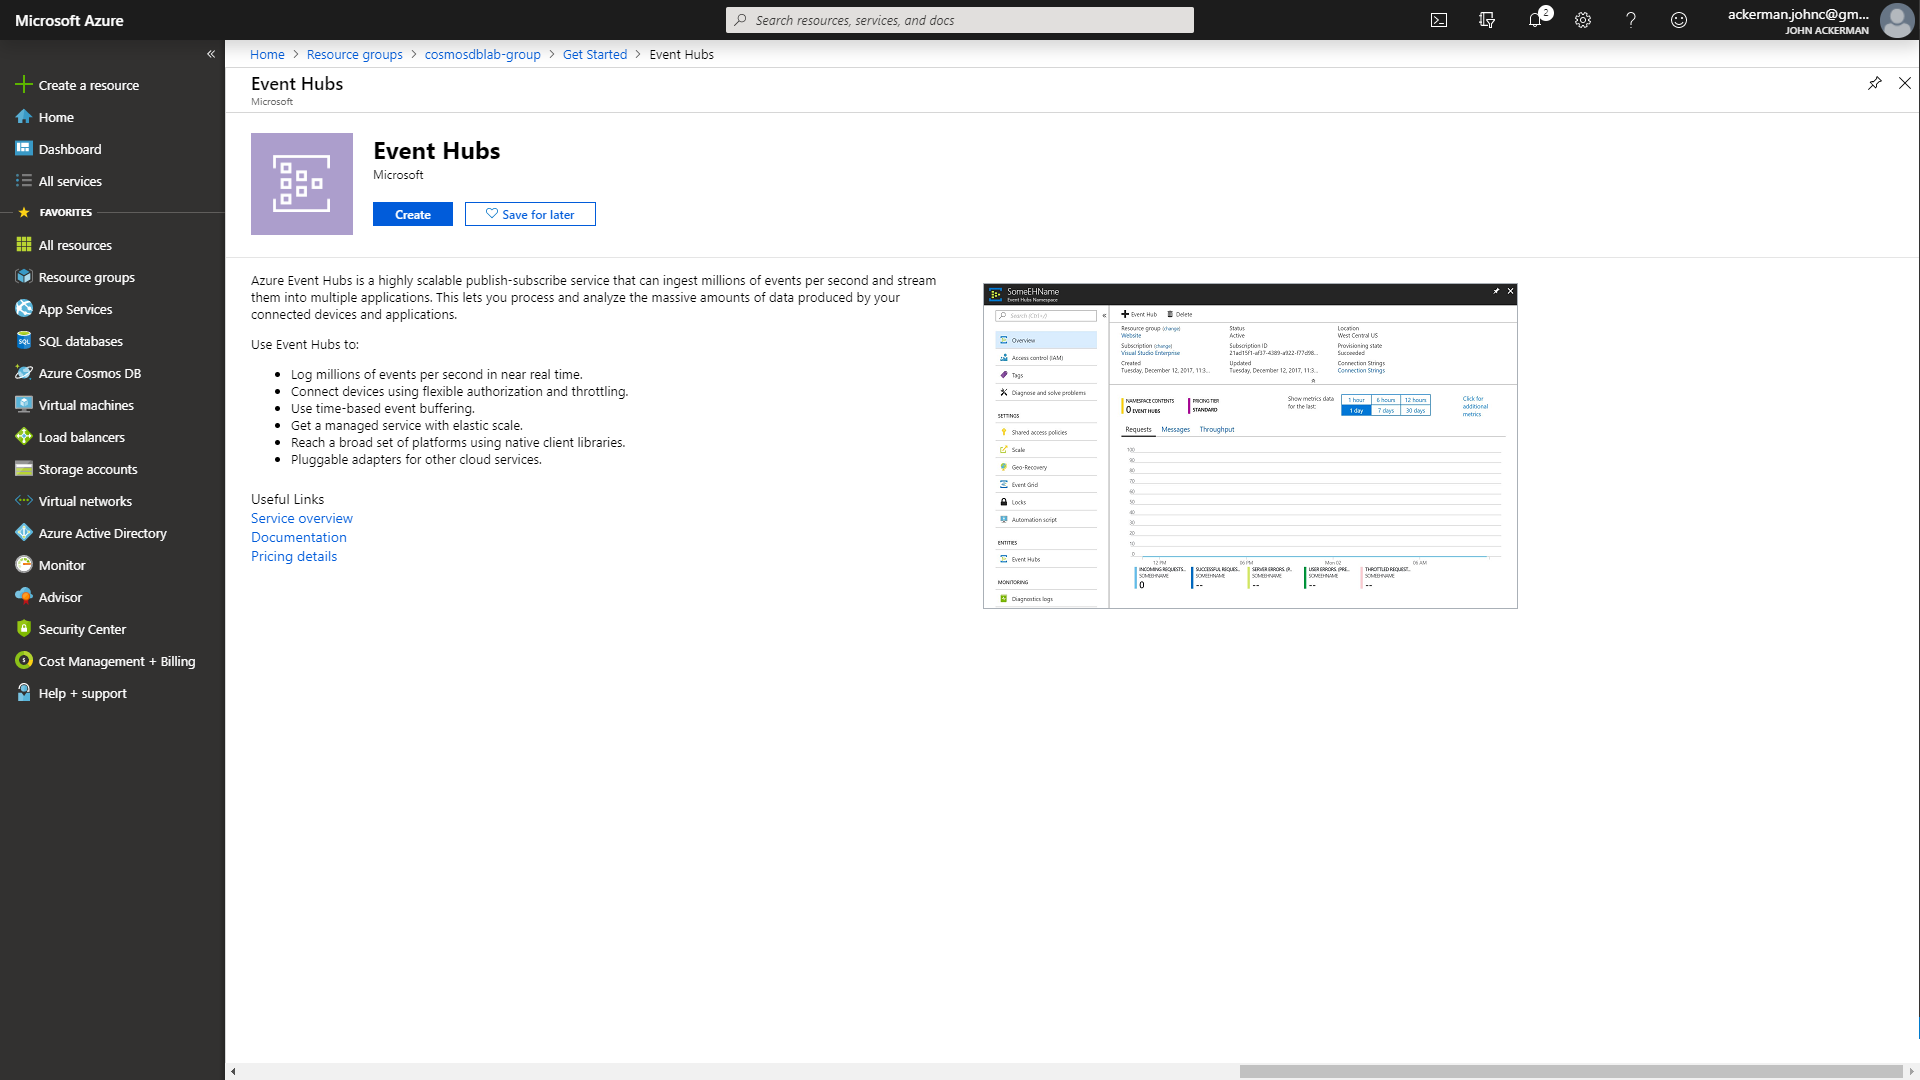 Microsoft Azure
Search resources, services, and docs
2
ackerman.johnc@gm...
JOHN ACKERMAN
«
Create a resource
Home
Dashboard
All services
FAVORITES
All resources
Resource groups
App Services
SQL databases
Azure Cosmos DB
Virtual machines
Load balancers
Storage accounts
Virtual networks
Azure Active Directory
Monitor
Advisor
Security Center
Cost Management + Billing
Help + support
Home > Resource groups > cosmosdblab-group > Get Started > Event Hubs
Event Hubs
Microsoft
Event Hubs
Microsoft
Create
Save for later
Azure Event Hubs is a highly scalable publish-subscribe service that can ingest millions of events per second and stream
them into multiple applications. This lets you process and analyze the massive amounts of data produced by your
connected devices and applications.
Use Event Hubs to:
• Log millions of events per second in near real time.
• Connect devices using flexible authorization and throttling.
• Use time-based event buffering.
• Get a managed service with elastic scale.
• Reach a broad set of platforms using native client libraries.
• Pluggable adapters for other cloud services.
Useful Links
Service overview
Documentation
Pricing details
SomeEHName
Event Hubs Namespace
Search (Ctrl+/)
Overview
Access control (IAM)
Tags
Diagnose and solve problems
SETTINGS
Shared access policies
Scale
Geo-Recovery
Event Grid
Locks
Automation script
ENTITIES
Event Hubs
MONITORING
Diagnostics logs
Event Hub
Delete
Resource group (change)
Website
Subscription (change)
Visual Studio Enterprise
Created
Tuesday, December 12, 2017, 11:3...
Status
Active
Subscription ID
21ad15f1-af37-4389-a922-f77d98...
Updated
Tuesday, December 12, 2017, 11:3...
Location
West Central US
Provisioning state
Succeeded
Connection Strings
Connection Strings
NAMESPACE CONTENTS
0 EVENT HUBS
PRICING TIER
STANDARD
Show metrics data
for the last:
1 hour 6 hours 12 hours
1 day 7 days 30 days
Click for
additional
metrics
Requests Messages Throughput
100
90
80
70
60
50
40
30
20
10
0
12 PM 06 PM Mon 02 06 AM
INCOMING REQUESTS..
SOMEEHNAME
0
SUCCESSFUL REQUES..
SOMEEHNAME
--
SERVER ERRORS. (P..
SOMEEHNAME
--
USER ERRORS. (PRE..
SOMEEHNAME
--
THROTTLED REQUEST..
SOMEEHNAME
--